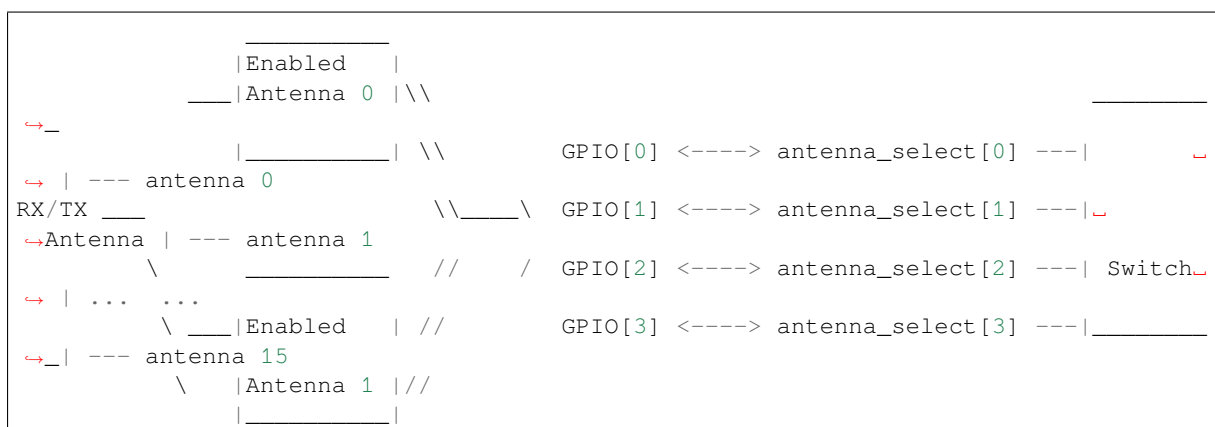 ___________
                  |Enabled    |
               ___|Antenna 0  |\\                                                      _________
↪_
                  |___________| \\         GPIO[0] <----> antenna_select[0] ---|        ␣
↪ | --- antenna 0
RX/TX ___                        \\____\   GPIO[1] <----> antenna_select[1] ---|␣
↪Antenna | --- antenna 1
          \        ___________   //    /   GPIO[2] <----> antenna_select[2] ---| Switch␣
↪ | ...  ...
           \ ___|Enabled    | //          GPIO[3] <----> antenna_select[3] ---|_________
↪_| --- antenna 15
            \     |Antenna 1  |//
                  |___________|